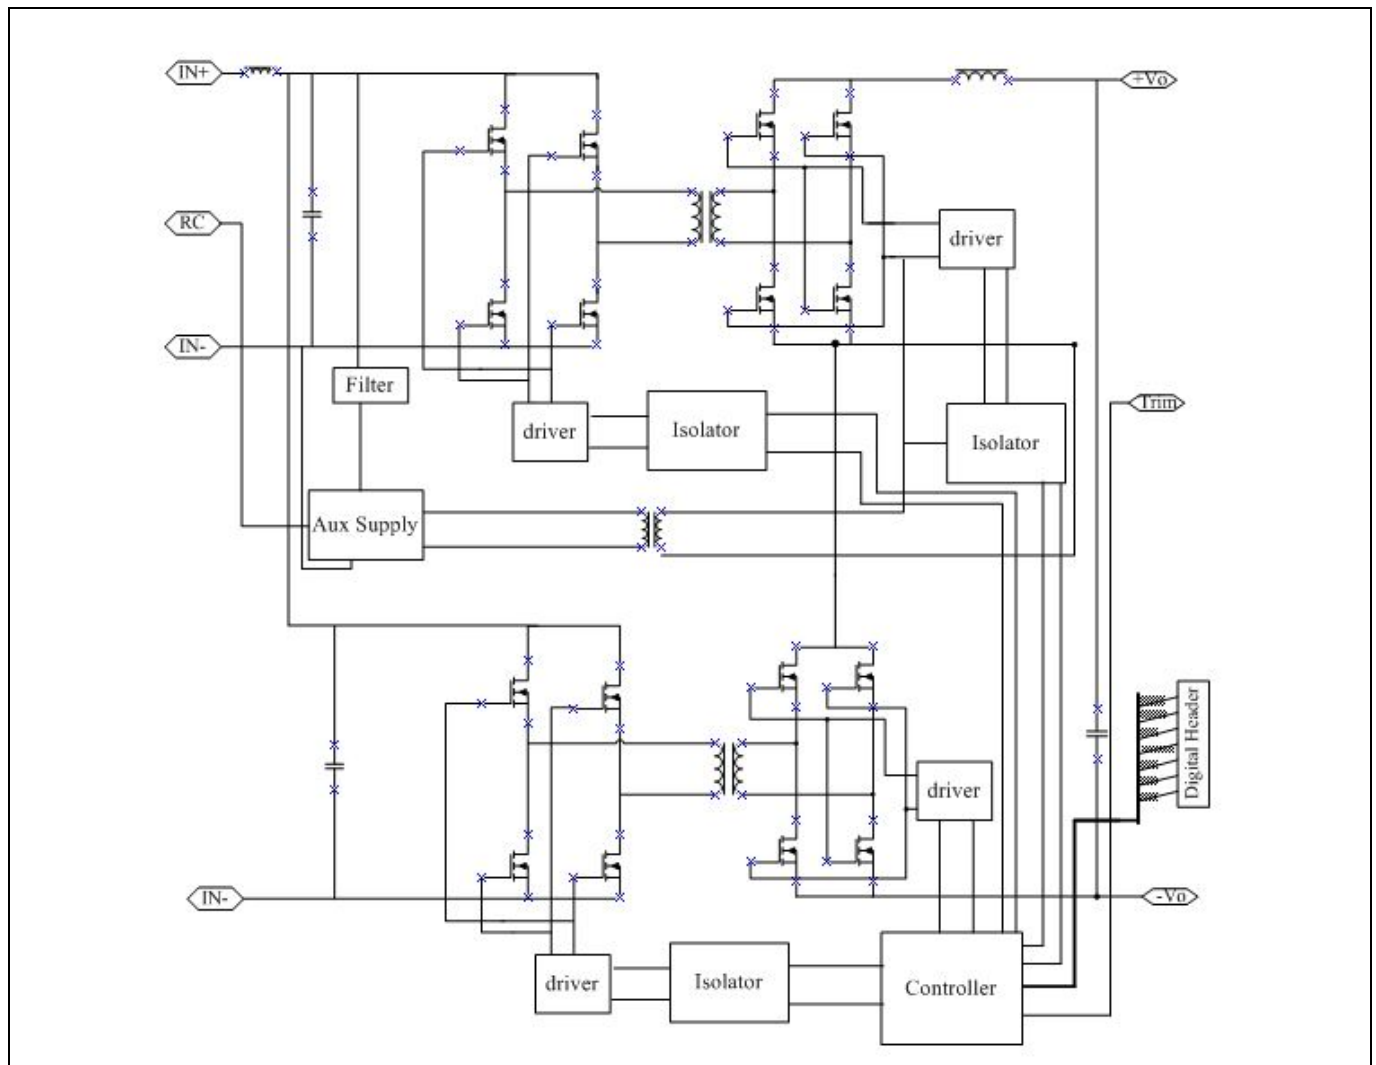 IN+
+Vo
RC
driver
IN-
Filter
Trim
driver
Isolator
Isolator
Aux Supply
Digital Header
driver
IN-
-Vo
driver
Isolator
Controller